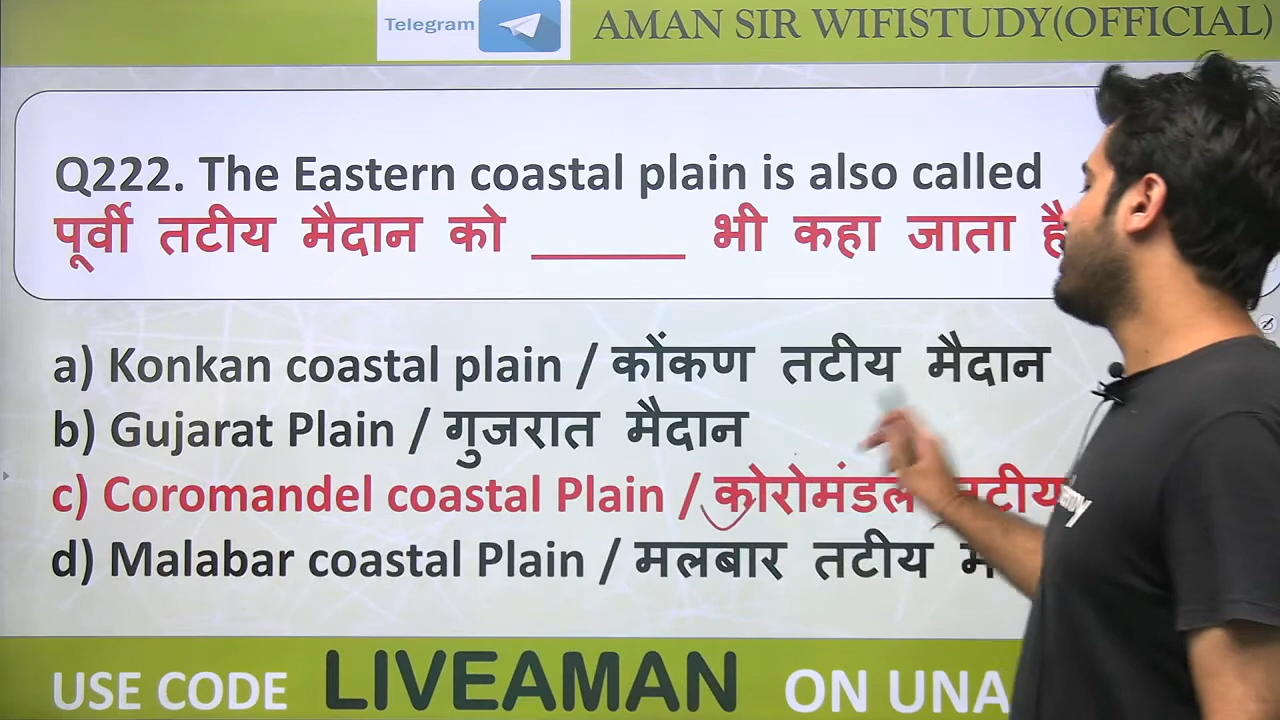 Telegram
AMAN SIR WIFISTUDY(OFFICIAL)
Q222. The Eastern coastal plain is also called
पूर्वी तटीय मैदान को ______ भी कहा जाता है
a) Konkan coastal plain / कोंकण तटीय मैदान
b) Gujarat Plain / गुजरात मैदान
c) Coromandel coastal Plain / कोरोमंडल तटीय
d) Malabar coastal Plain / मलबार तटीय
USE CODE LIVEAMAN ON UNA